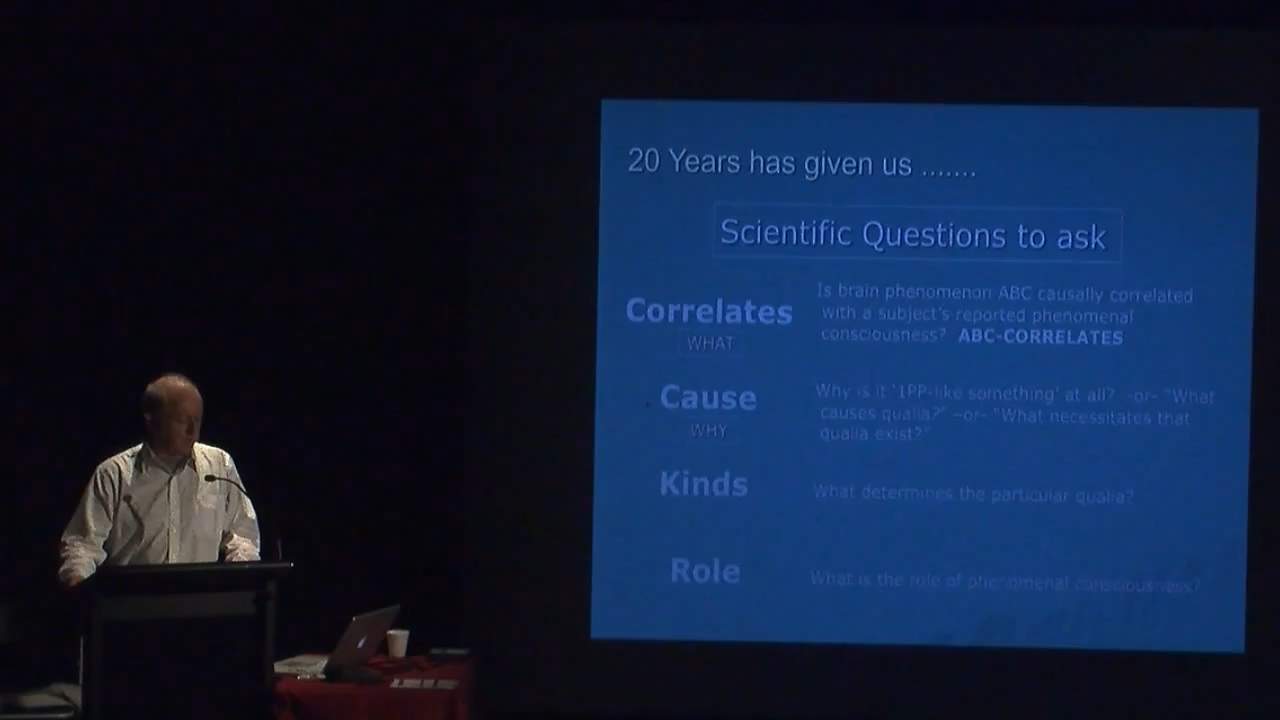 20 Years has given us .......
Scientific Questions to ask
Correlates
WHAT
Is brain phenomenon ABC causally correlated
with a subject's reported phenomenal
consciousness? ABC-CORRELATES
Cause
WHY
Why is it '1PP-like something' at all? -or- "What
causes qualia?" -or- "What necessitates that
qualia exist?"
Kinds
What determines the particular qualia?
Role
What is the role of phenomenal consciousness?